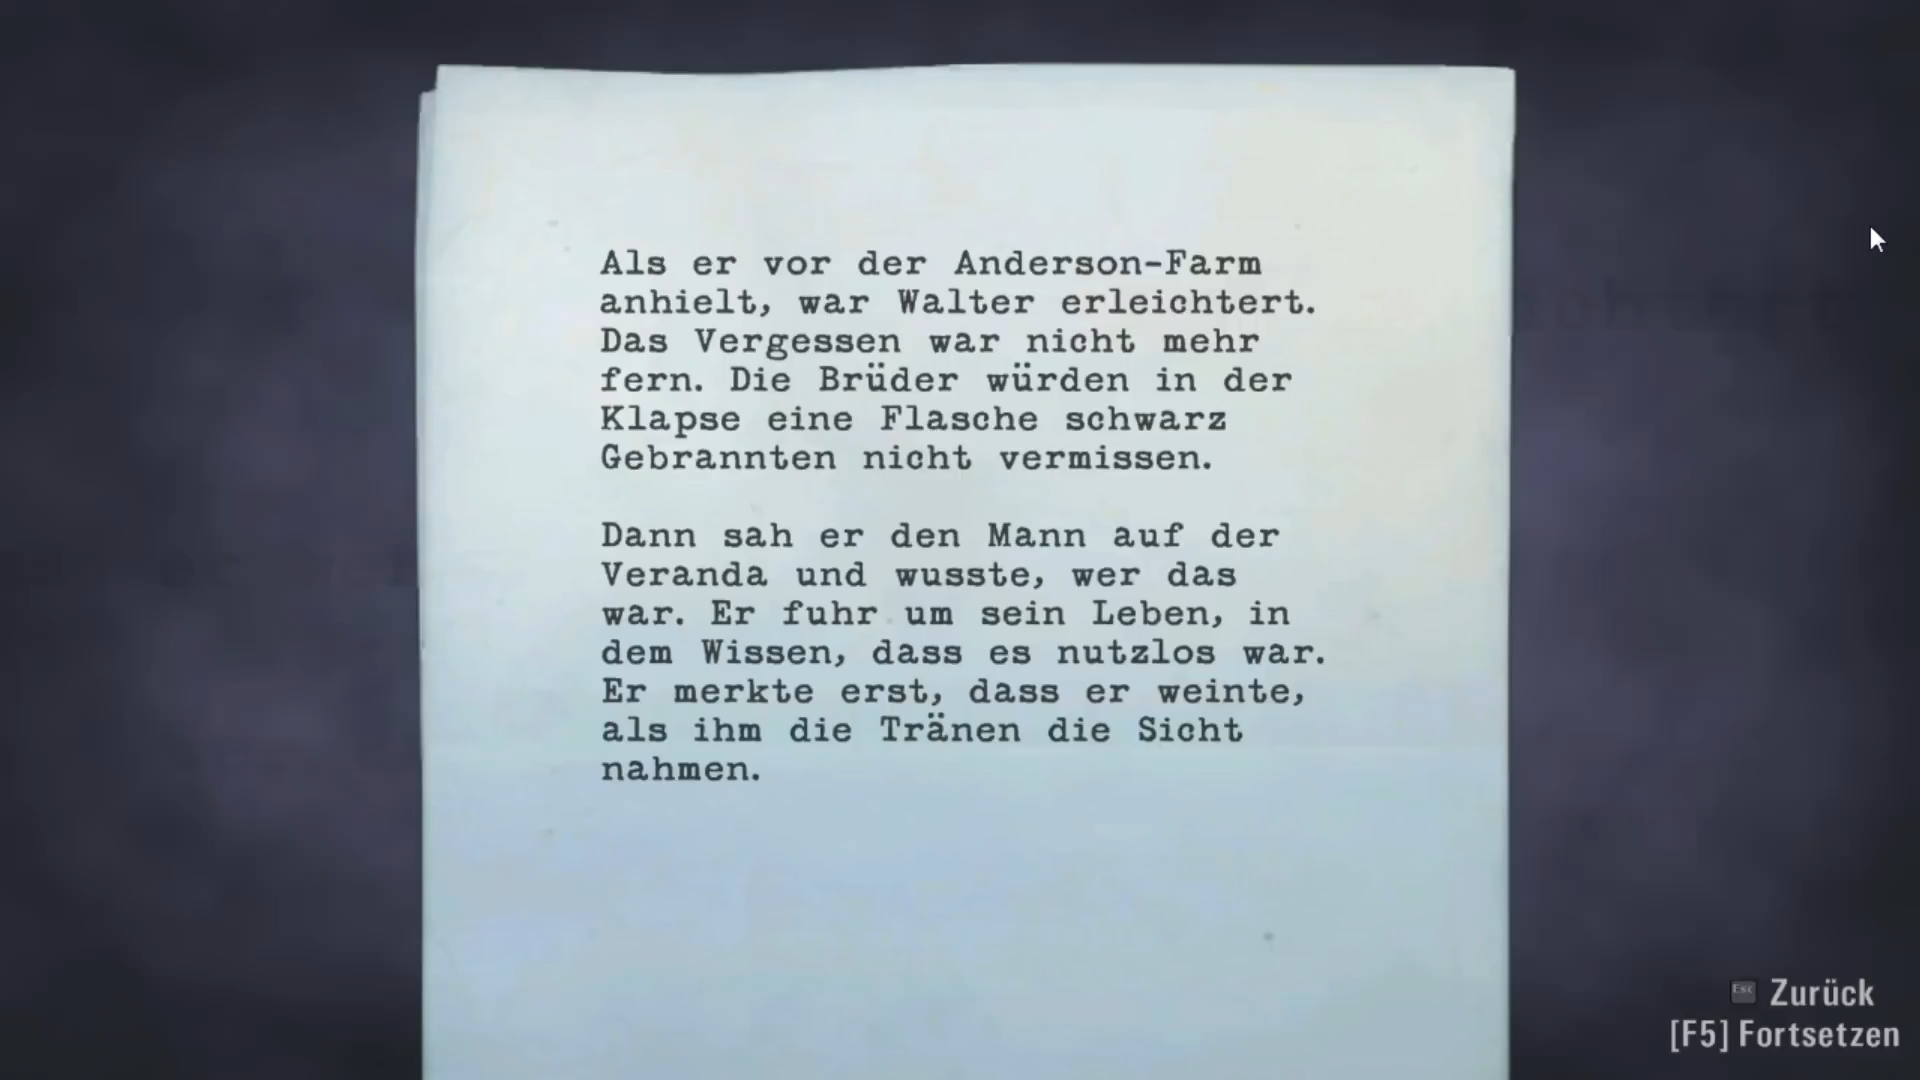 Als er vor der Anderson-Farm
anhielt, war Walter erleichtert.
Das Vergessen war nicht mehr
fern. Die Brüder würden in der
Klapse eine Flasche schwarz
Gebrannten nicht vermissen.
Dann sah er den Mann auf der
Veranda und wusste, wer das
war. Er fuhr um sein Leben, in
dem Wissen, dass es nutzlos war.
Er merkte erst, dass er weinte,
als ihm die Tränen die Sicht
nahmen.
Esc Zurück
[F5] Fortsetzen